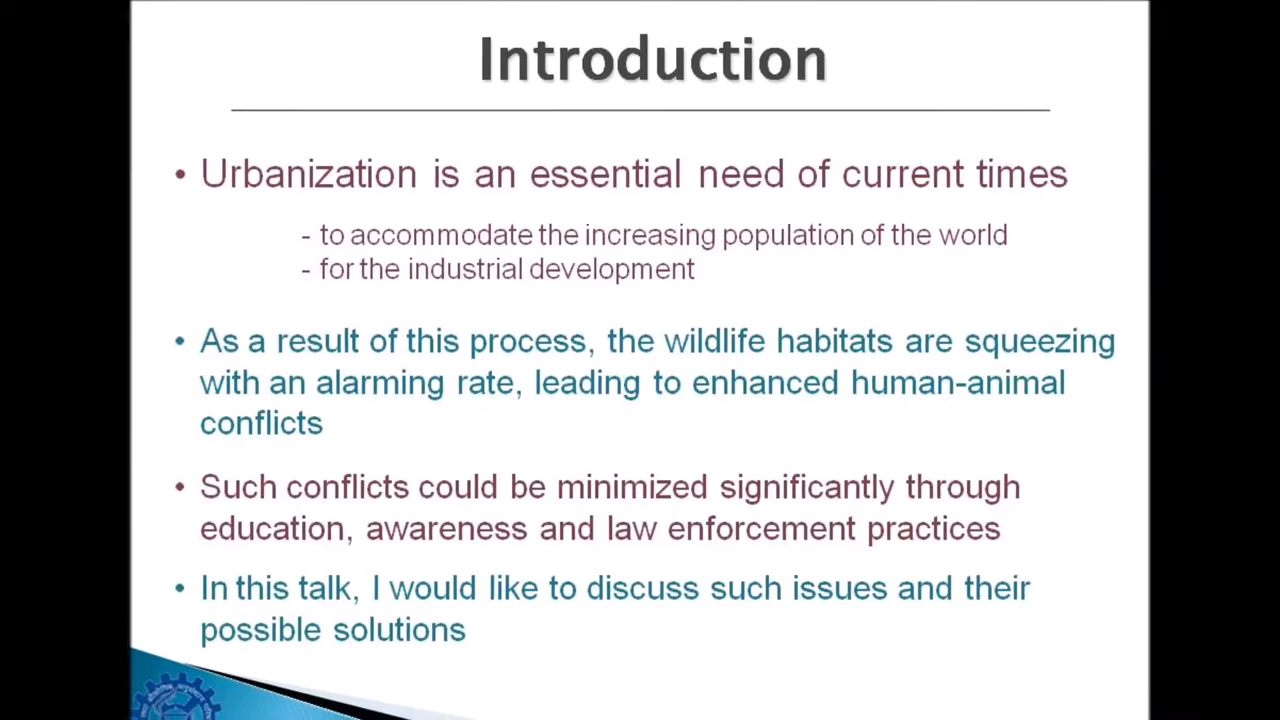 Introduction
• Urbanization is an essential need of current times
- to accommodate the increasing population of the world
- for the industrial development
• As a result of this process, the wildlife habitats are squeezing
with an alarming rate, leading to enhanced human-animal
conflicts
• Such conflicts could be minimized significantly through
education, awareness and law enforcement practices
• In this talk, I would like to discuss such issues and their
possible solutions